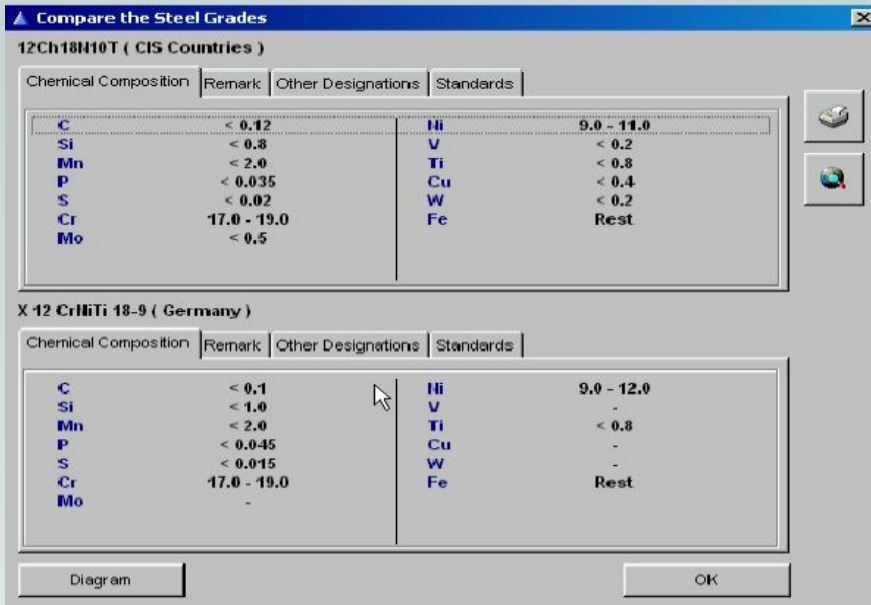 Compare the Steel Grades
12Ch18N10T ( CIS Countries )
Chemical Composition Remark Other Designations Standards
C < 0.12 Ni 9.0 - 11.0
Si < 0.8 V < 0.2
Mn < 2.0 Ti < 0.8
P < 0.035 Cu < 0.4
S < 0.02 W < 0.2
Cr 17.0 - 19.0 Fe Rest
Mo < 0.5
X 12 CrNiTi 18-9 ( Germany )
Chemical Composition Remark Other Designations Standards
C < 0.1 Ni 9.0 - 12.0
Si < 1.0 V -
Mn < 2.0 Ti < 0.8
P < 0.045 Cu -
S < 0.015 W -
Cr 17.0 - 19.0 Fe Rest
Mo -
Diagram OK